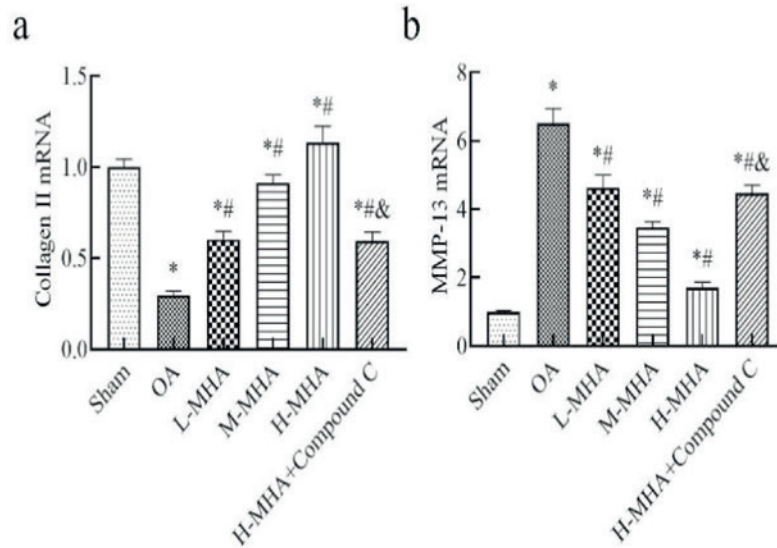 a
Collagen II mRNA
1.5
1.0
0.5
0.0
*
*#
*#
*#
*#&
Sham
OA
L-MHA
M-MHA
H-MHA
H-MHA+Compound C
b
MMP-13 mRNA
8
6
4
2
0
*
*#
*#
*#
*#&
Sham
OA
L-MHA
M-MHA
H-MHA
H-MHA+Compound C